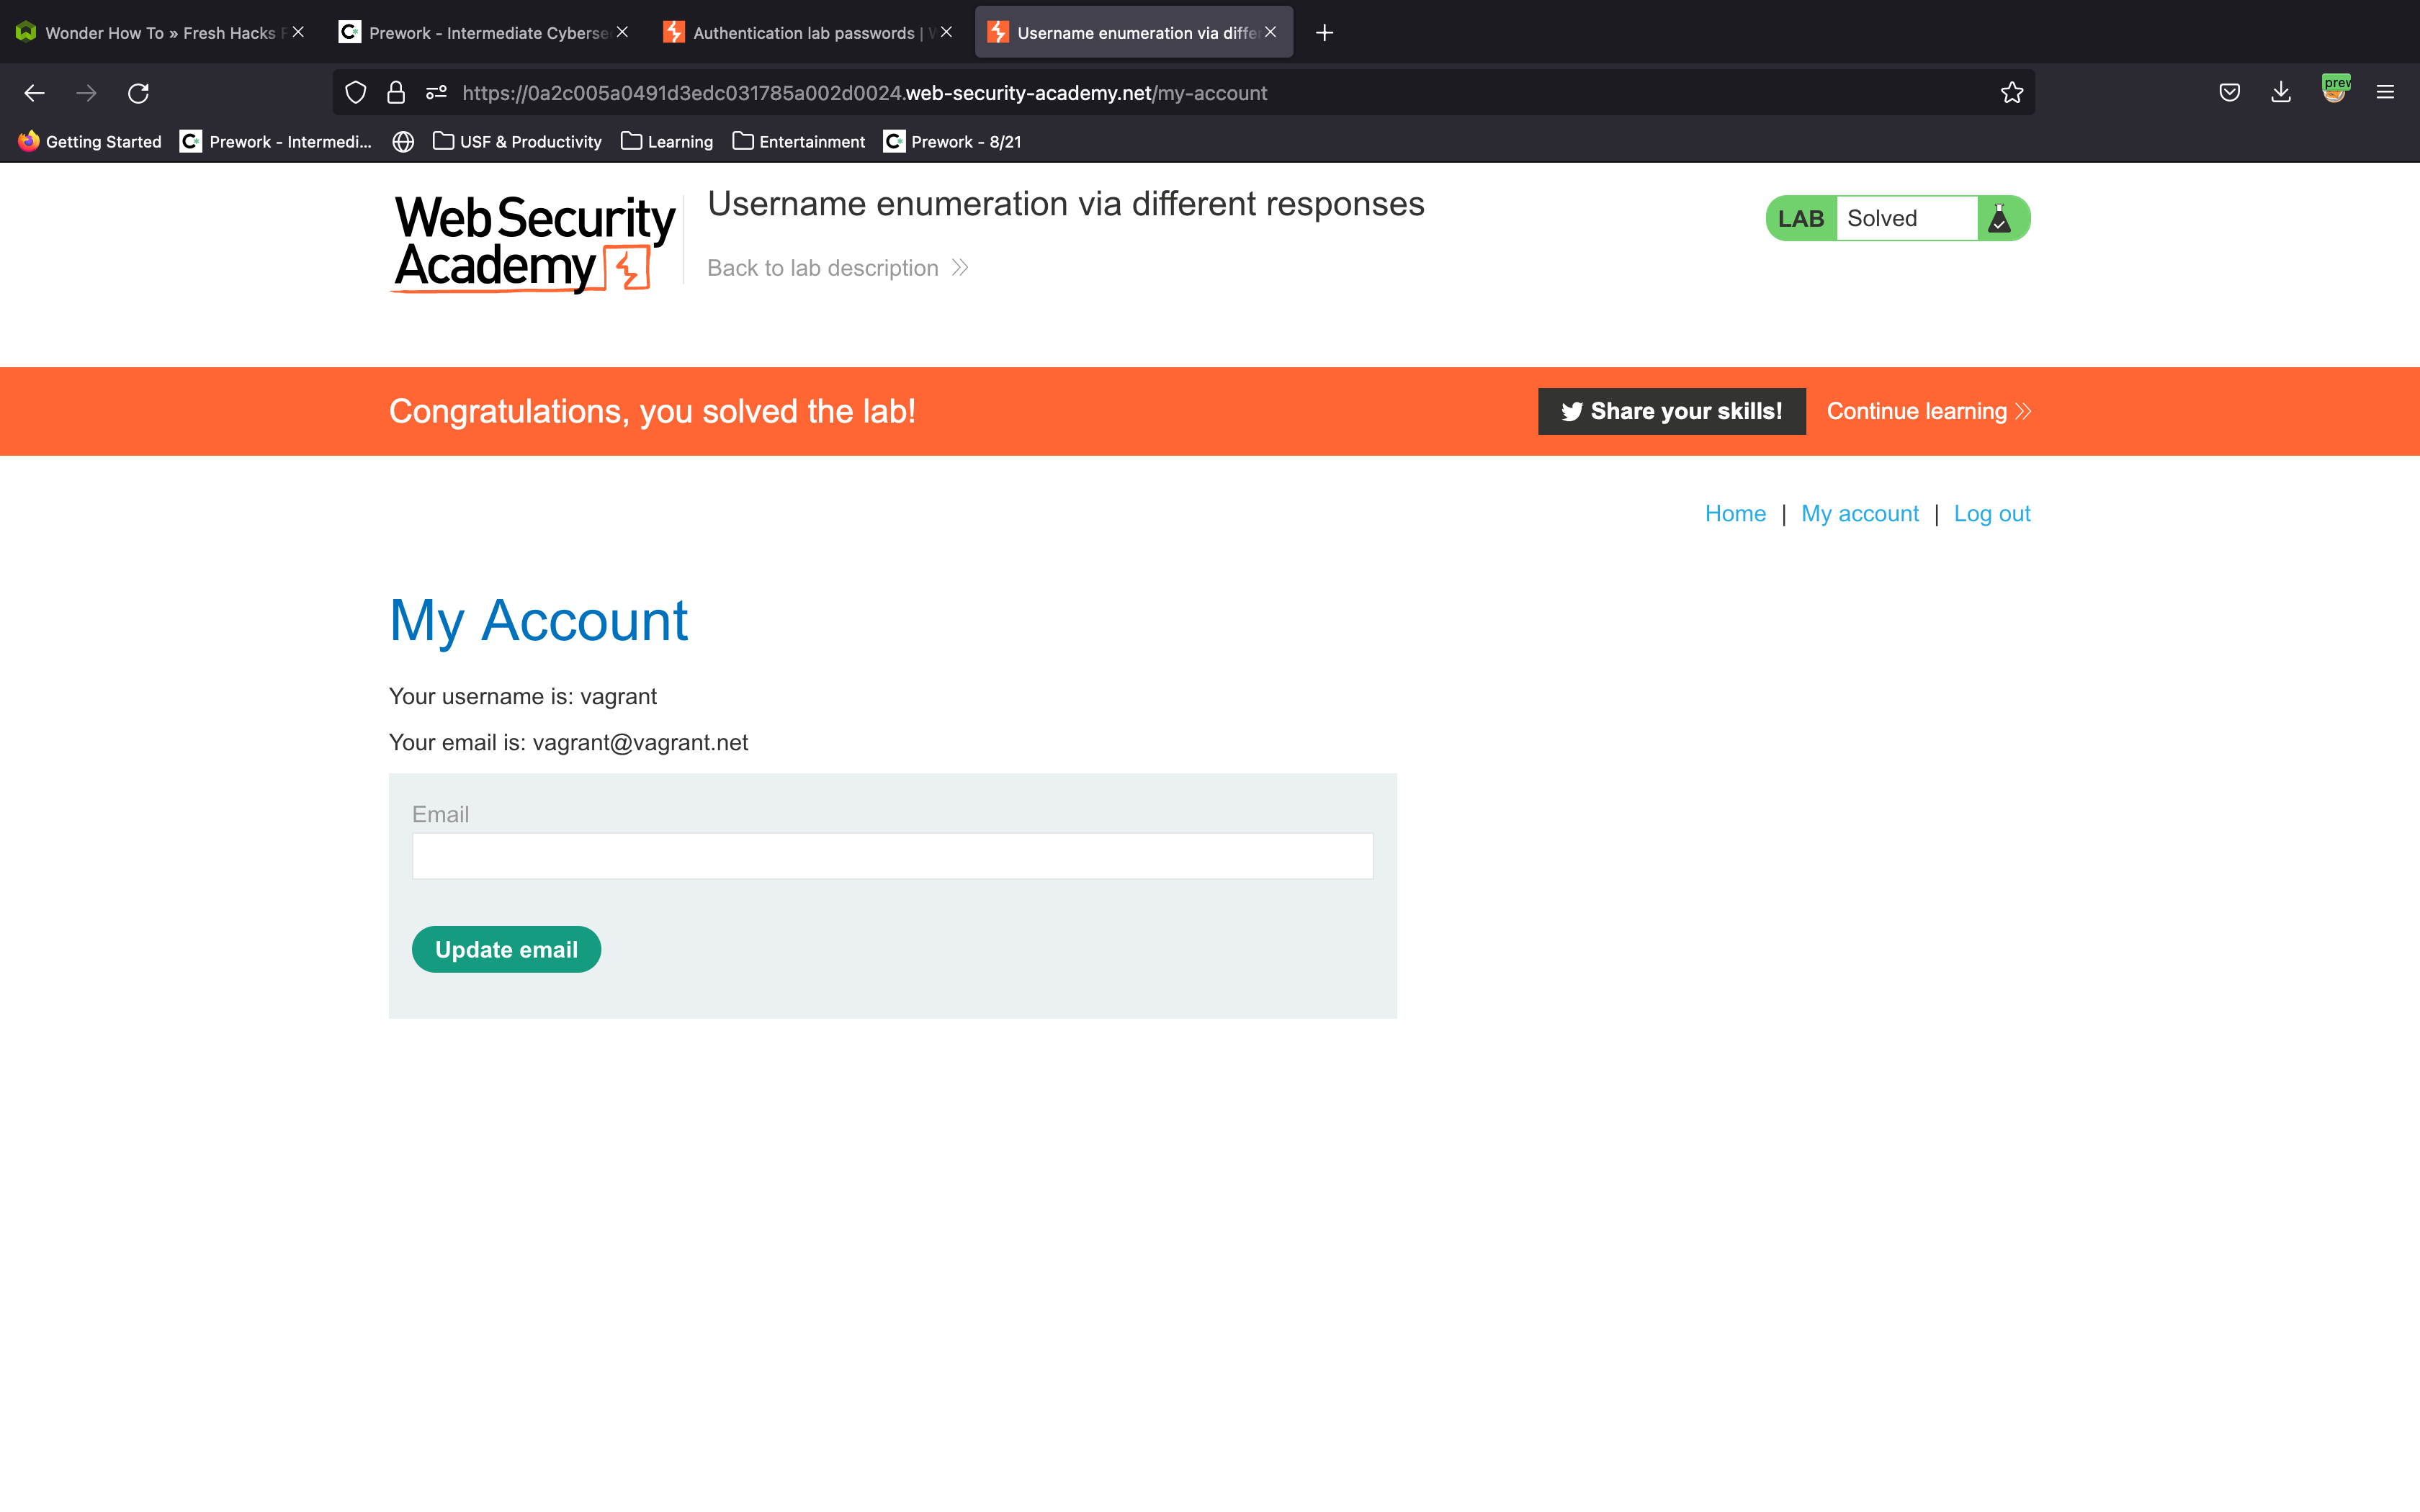 Wonder How To » Fresh Hacks F
Prework - Intermediate Cyberse
Authentication lab passwords | W
Username enumeration via differ
https://0a2c005a0491d3edc031785a002d0024.web-security-academy.net/my-account
prew
Getting Started
Prework - Intermedi...
USF & Productivity
Learning
Entertainment
Prework - 8/21
Web Security
Academy
Username enumeration via different responses
Back to lab description
LAB Solved
Congratulations, you solved the lab!
Share your skills!
Continue learning
Home | My account | Log out
My Account
Your username is: vagrant
Your email is: vagrant@vagrant.net
Email
Update email